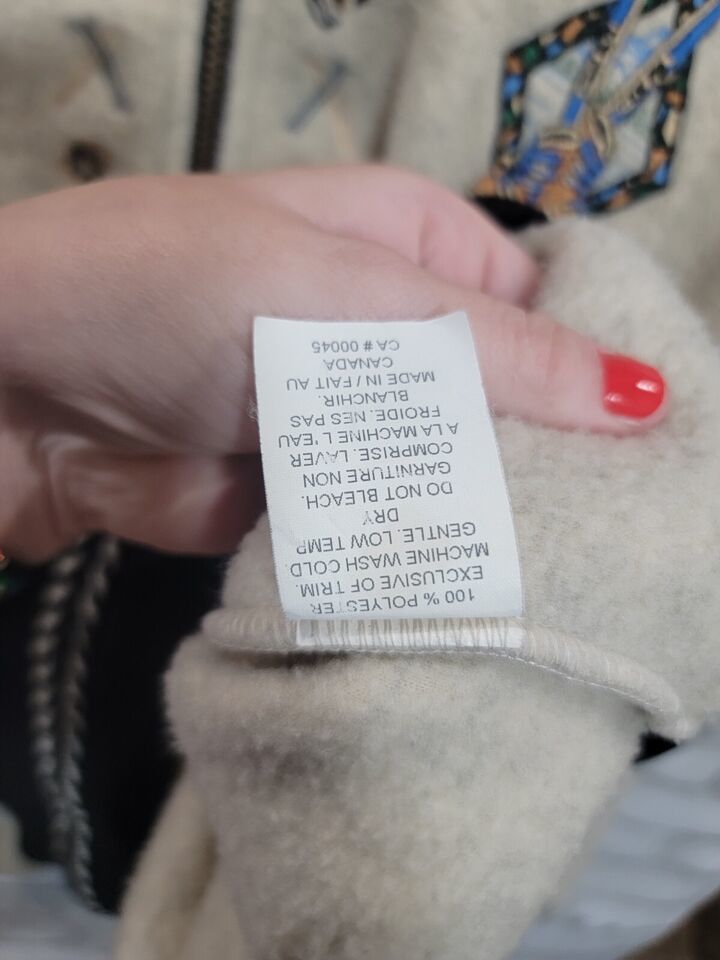 100 % POLYESTER
EXCLUSIVE OF TRIM.
MACHINE WASH COLD.
GENTLE. LOW TEMP
DRY
DO NOT BLEACH.
GARNITURE NON
COMPRISE. LAVER
A LA MACHINE L'EAU
FROIDE. NES PAS
BLANCHIR.
MADE IN / FAIT AU
CANADA
CA # 00045